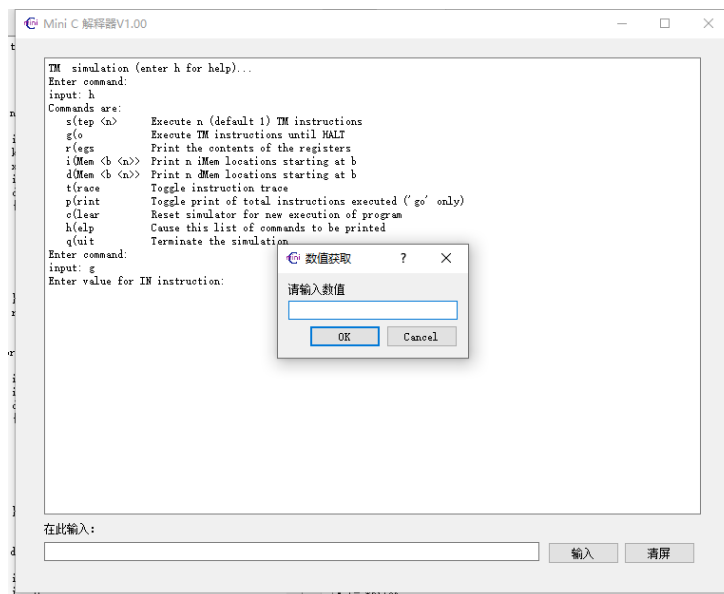 Mini C 解释器V1.00
TM  simulation (enter h for help)...
Enter command:
input: h
Commands are:
s(tep <n>      Execute n (default 1) TM instructions
g(o            Execute TM instructions until HALT
r(egs          Print the contents of the registers
i(Mem <b <n>>  Print n iMem locations starting at b
d(Mem <b <n>>  Print n dMem locations starting at b
t(race         Toggle instruction trace
p(rint         Toggle print of total instructions executed ('go' only)
c(lear         Reset simulator for new execution of program
h(elp          Cause this list of commands to be printed
q(uit          Terminate the simulation
Enter command:
input: g
Enter value for IN instruction:
mini 数值获取 ?
请输入数值
OK Cancel
在此输入:
输入 清屏